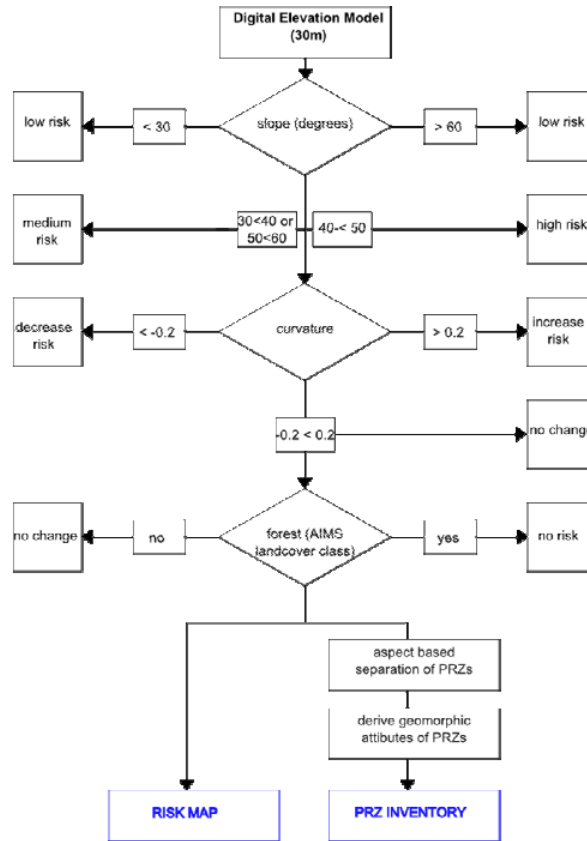 Digital Elevation Model
(30m)
low risk
< 30
slope (degrees)
> 60
low risk
medium
risk
30<40 or
50<60
40-< 50
high risk
decrease
risk
< -0.2
curvature
> 0.2
increase
risk
-0.2 < 0.2
no change
no change
no
forest (AIMS
landcover class)
yes
no risk
aspect based
separation of PRZs
derive geomorphic
attibutes of PRZs
RISK MAP
PRZ INVENTORY